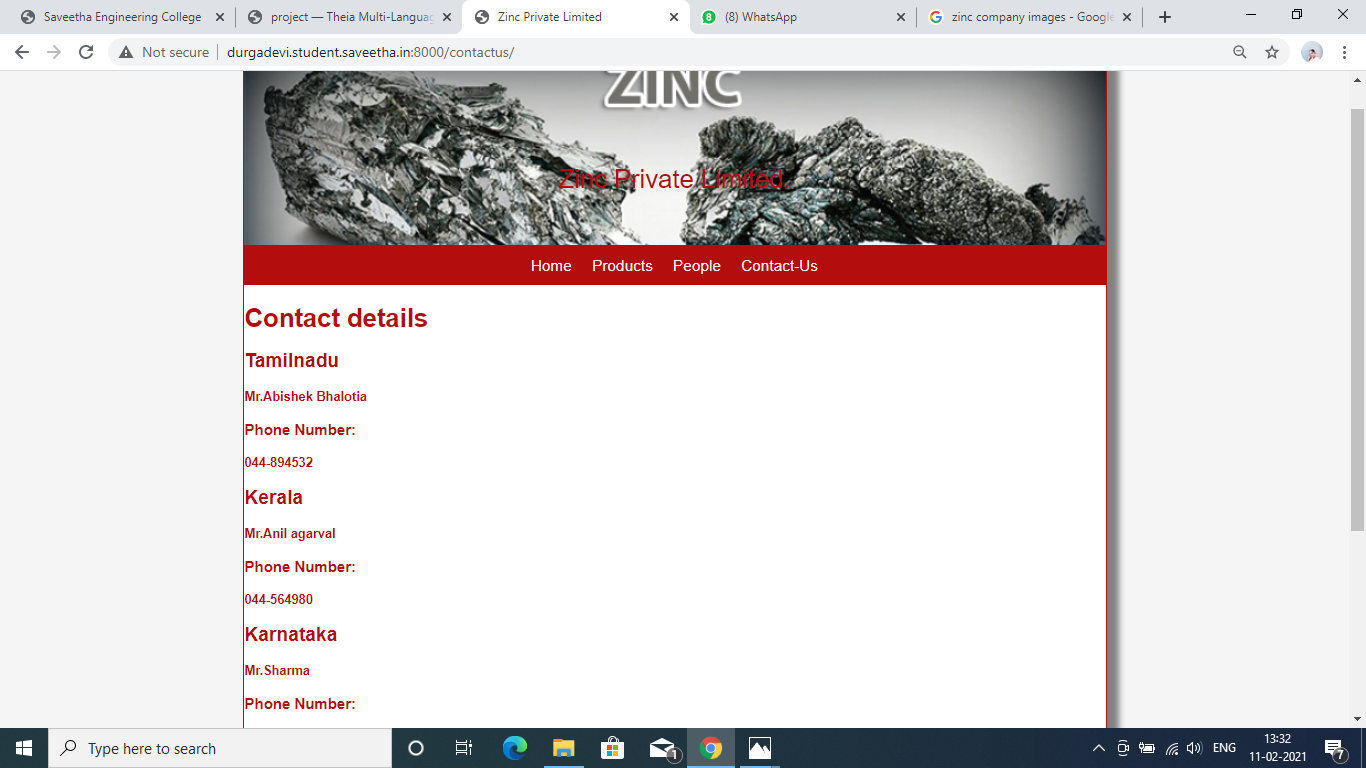 Saveetha Engineering College
project — Theia Multi-Languag
Zinc Private Limited
(8) WhatsApp
zinc company images - Google
Not secure
durgadevi.student.saveetha.in:8000/contactus/
ZINC
Zinc Private Limited
Home Products People Contact-Us
Contact details
Tamilnadu
Mr.Abishek Bhalotia
Phone Number:
044-894532
Kerala
Mr.Anil agarval
Phone Number:
044-564980
Karnataka
Mr.Sharma
Phone Number:
Type here to search
1
ENG
13:32
11-02-2021
7